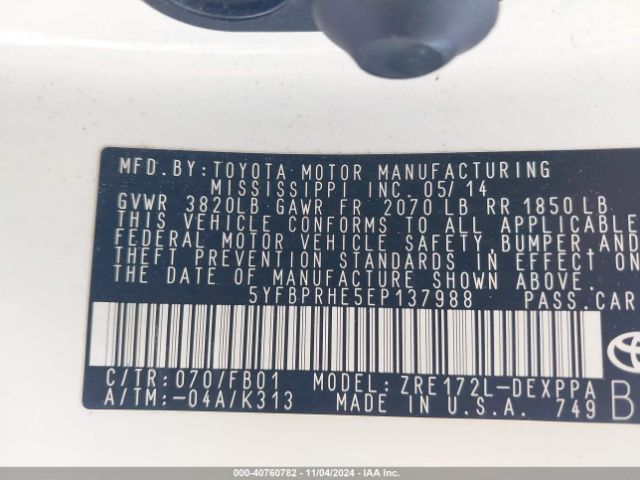 MFD.BY:TOYOTA MOTOR MANUFACTURING
MISSISSIPPI INC. 05/14
GVWR 3820LB GAWR FR 2070 LB RR 1850 LB
THIS VEHICLE CONFORMS TO ALL APPLICABLE
FEDERAL MOTOR VEHICLE SAFETY, BUMPER, AND
THEFT PREVENTION STANDARDS IN EFFECT ON
THE DATE OF MANUFACTURE SHOWN ABOVE.
5YFBPRHE5EP137988 PASS.CAR
C/TR:070/FB01 MODEL:ZRE172L-DEXPPA
A/TM:-04A/K313 MADE IN U.S.A. 749
B
000-40760782 - 11/04/2024 - IAA Inc.